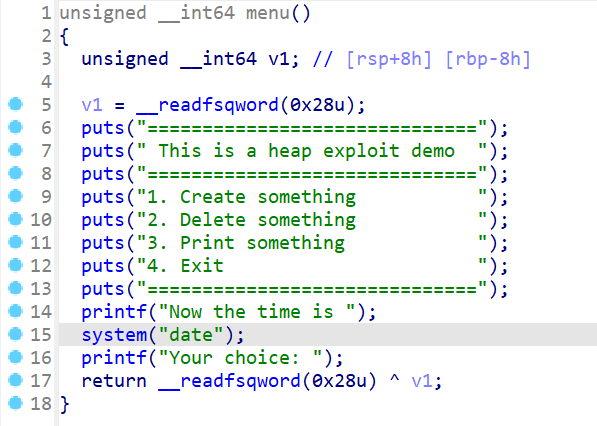 1 unsigned __int64 menu()
2 {
3   unsigned __int64 v1; // [rsp+8h] [rbp-8h]
4
5   v1 = __readfsqword(0x28u);
6   puts("==============================");
7   puts(" This is a heap exploit demo  ");
8   puts("==============================");
9   puts("1. Create something           ");
10   puts("2. Delete something           ");
11   puts("3. Print something            ");
12   puts("4. Exit                       ");
13   puts("==============================");
14   printf("Now the time is ");
15   system("date");
16   printf("Your choice: ");
17   return __readfsqword(0x28u) ^ v1;
18 }